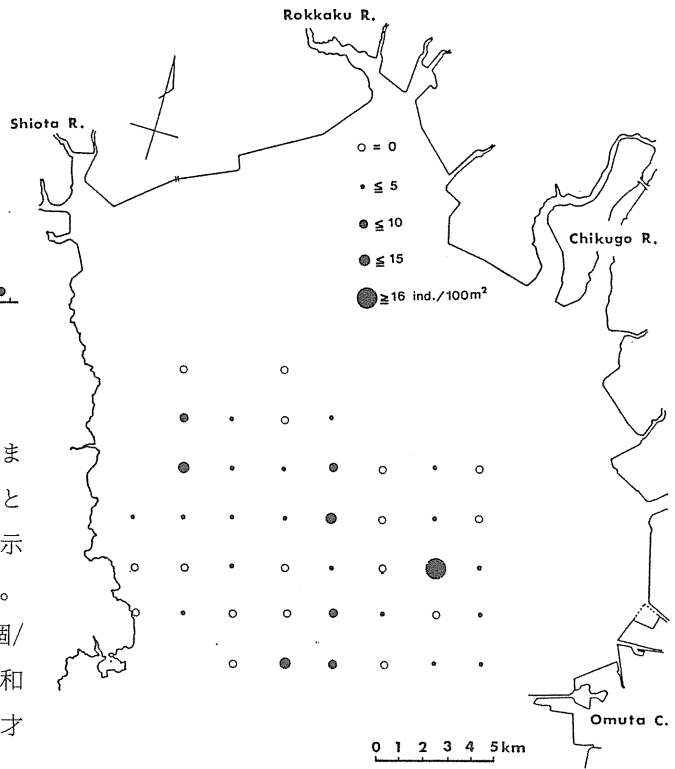 Rokkaku R.
Shiota R.
○ = 0
• ≦ 5
● ≦ 10
● ≦ 15
● ≧16 ind./100m²
Chikugo R.
ま
と
示
。
個/
和
才
Omuta C.
0 1 2 3 4 5km